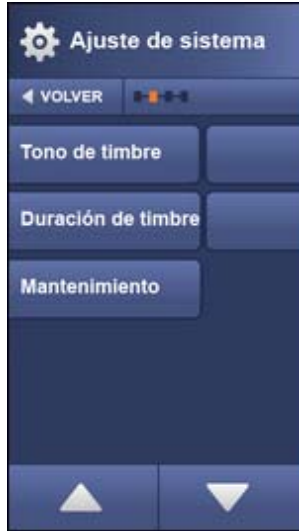 Ajuste de sistema
VOLVER
Tono de timbre
Duración de timbre
Mantenimiento